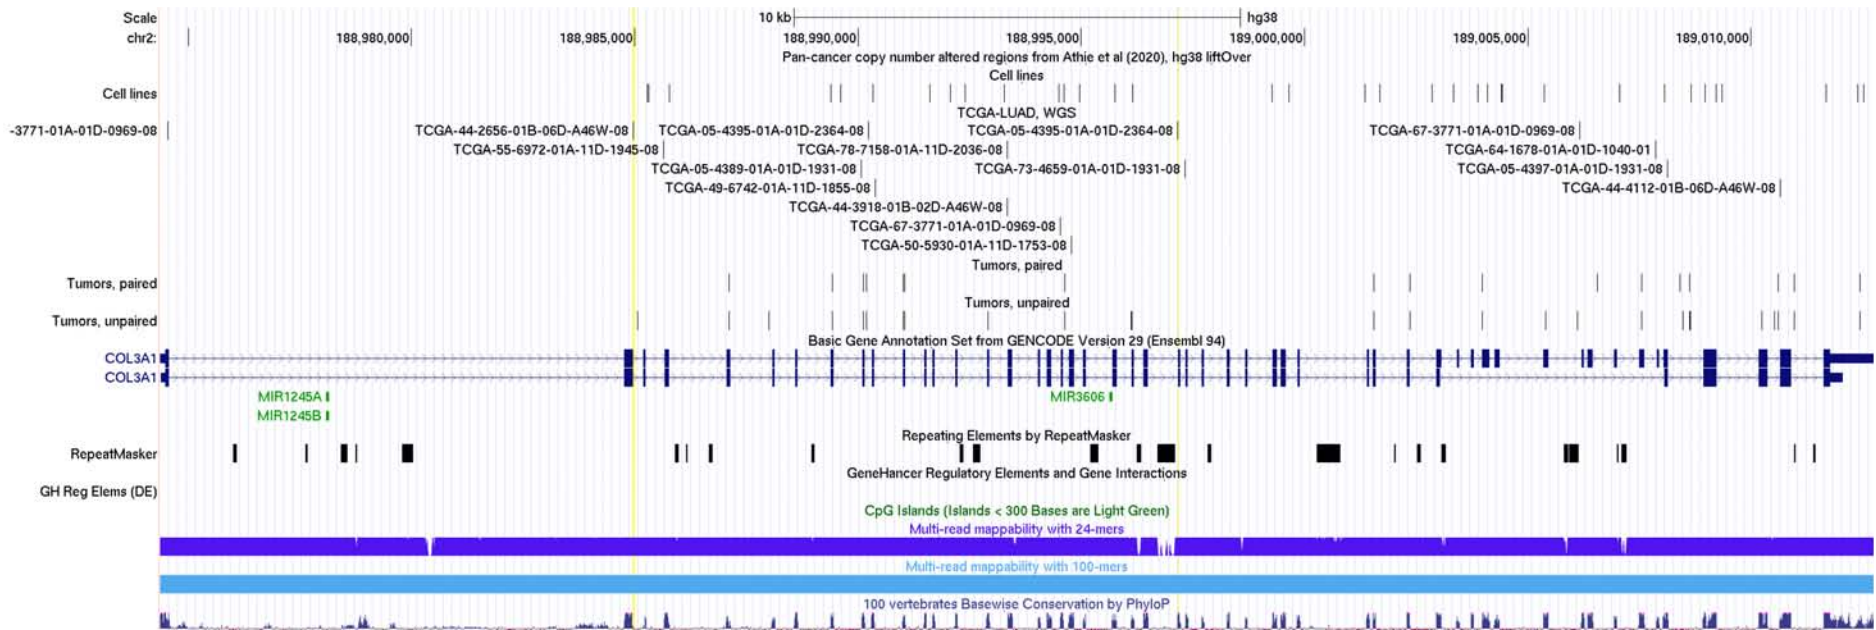 Scale 10 kb hg38
chr2: 188,980,000 188,985,000 188,990,000 188,995,000 189,000,000 189,005,000 189,010,000
Pan-cancer copy number altered regions from Athie et al (2020), hg38 liftOver
Cell lines
Cell lines
TCGA-LUAD, WGS
-3771-01A-01D-0969-08 TCGA-44-2656-01B-06D-A46W-08 TCGA-05-4395-01A-01D-2364-08 TCGA-05-4395-01A-01D-2364-08 TCGA-67-3771-01A-01D-0969-08
TCGA-55-6972-01A-11D-1945-08 TCGA-78-7158-01A-11D-2036-08 TCGA-64-1678-01A-01D-1040-01
TCGA-05-4389-01A-01D-1931-08 TCGA-73-4659-01A-01D-1931-08 TCGA-05-4397-01A-01D-1931-08
TCGA-49-6742-01A-11D-1855-08 TCGA-44-4112-01B-06D-A46W-08
TCGA-44-3918-01B-02D-A46W-08
TCGA-67-3771-01A-01D-0969-08
TCGA-50-5930-01A-11D-1753-08
Tumors, paired
Tumors, paired
Tumors, unpaired
Tumors, unpaired
Basic Gene Annotation Set from GENCODE Version 29 (Ensembl 94)
COL3A1
COL3A1
MIR1245A MIR3606
MIR1245B
Repeating Elements by RepeatMasker
RepeatMasker
GeneHancer Regulatory Elements and Gene Interactions
GH Reg Elems (DE)
CpG Islands (Islands < 300 Bases are Light Green)
Multi-read mappability with 24-mers
Multi-read mappability with 100-mers
100 vertebrates Basewise Conservation by PhyloP